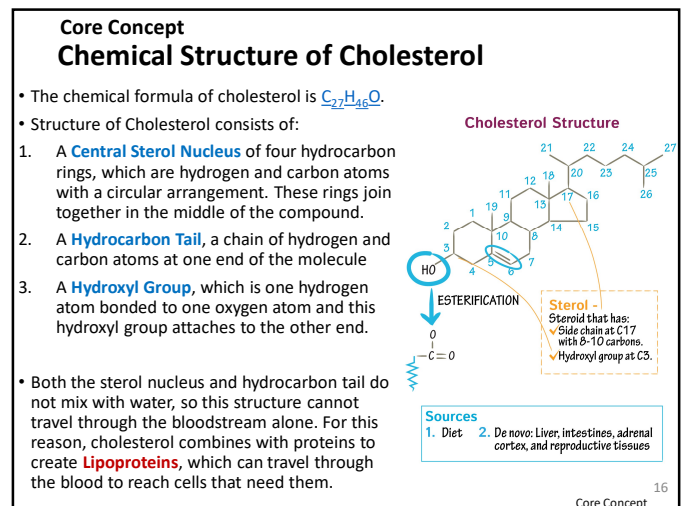 Core Concept
Chemical Structure of Cholesterol
• The chemical formula of cholesterol is C27H46O.
• Structure of Cholesterol consists of:
1. A Central Sterol Nucleus of four hydrocarbon
rings, which are hydrogen and carbon atoms
with a circular arrangement. These rings join
together in the middle of the compound.
2. A Hydrocarbon Tail, a chain of hydrogen and
carbon atoms at one end of the molecule
3. A Hydroxyl Group, which is one hydrogen
atom bonded to one oxygen atom and this
hydroxyl group attaches to the other end.
• Both the sterol nucleus and hydrocarbon tail do
not mix with water, so this structure cannot
travel through the bloodstream alone. For this
reason, cholesterol combines with proteins to
create Lipoproteins, which can travel through
the blood to reach cells that need them.
Cholesterol Structure
21 22 24 27
18 20 23 25
12 17 16 26
11 13
19 14 15
1 9
2 10 8
3 5 7
HO 4 6
ESTERIFICATION
O
C=O
Sterol -
Steroid that has:
✓Side chain at C17
with 8-10 carbons.
✓Hydroxyl group at C3.
Sources
1. Diet 2. De novo: Liver, intestines, adrenal
cortex, and reproductive tissues
16
Core Concept